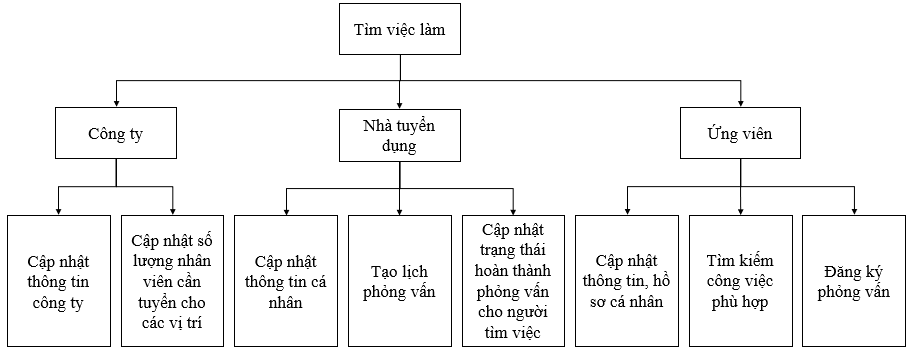 Tìm việc làm
Công ty
Nhà tuyển
dụng
Ứng viên
Cập nhật
thông tin
công ty
Cập nhật số
lượng nhân
viên cần
tuyển cho
các vị trí
Cập nhật
thông tin cá
nhân
Tạo lịch
phỏng vấn
Cập nhật
trạng thái
hoàn thành
phỏng vấn
cho người
tìm việc
Cập nhật
thông tin, hồ
sơ cá nhân
Tìm kiếm
công việc
phù hợp
Đăng ký
phỏng vấn